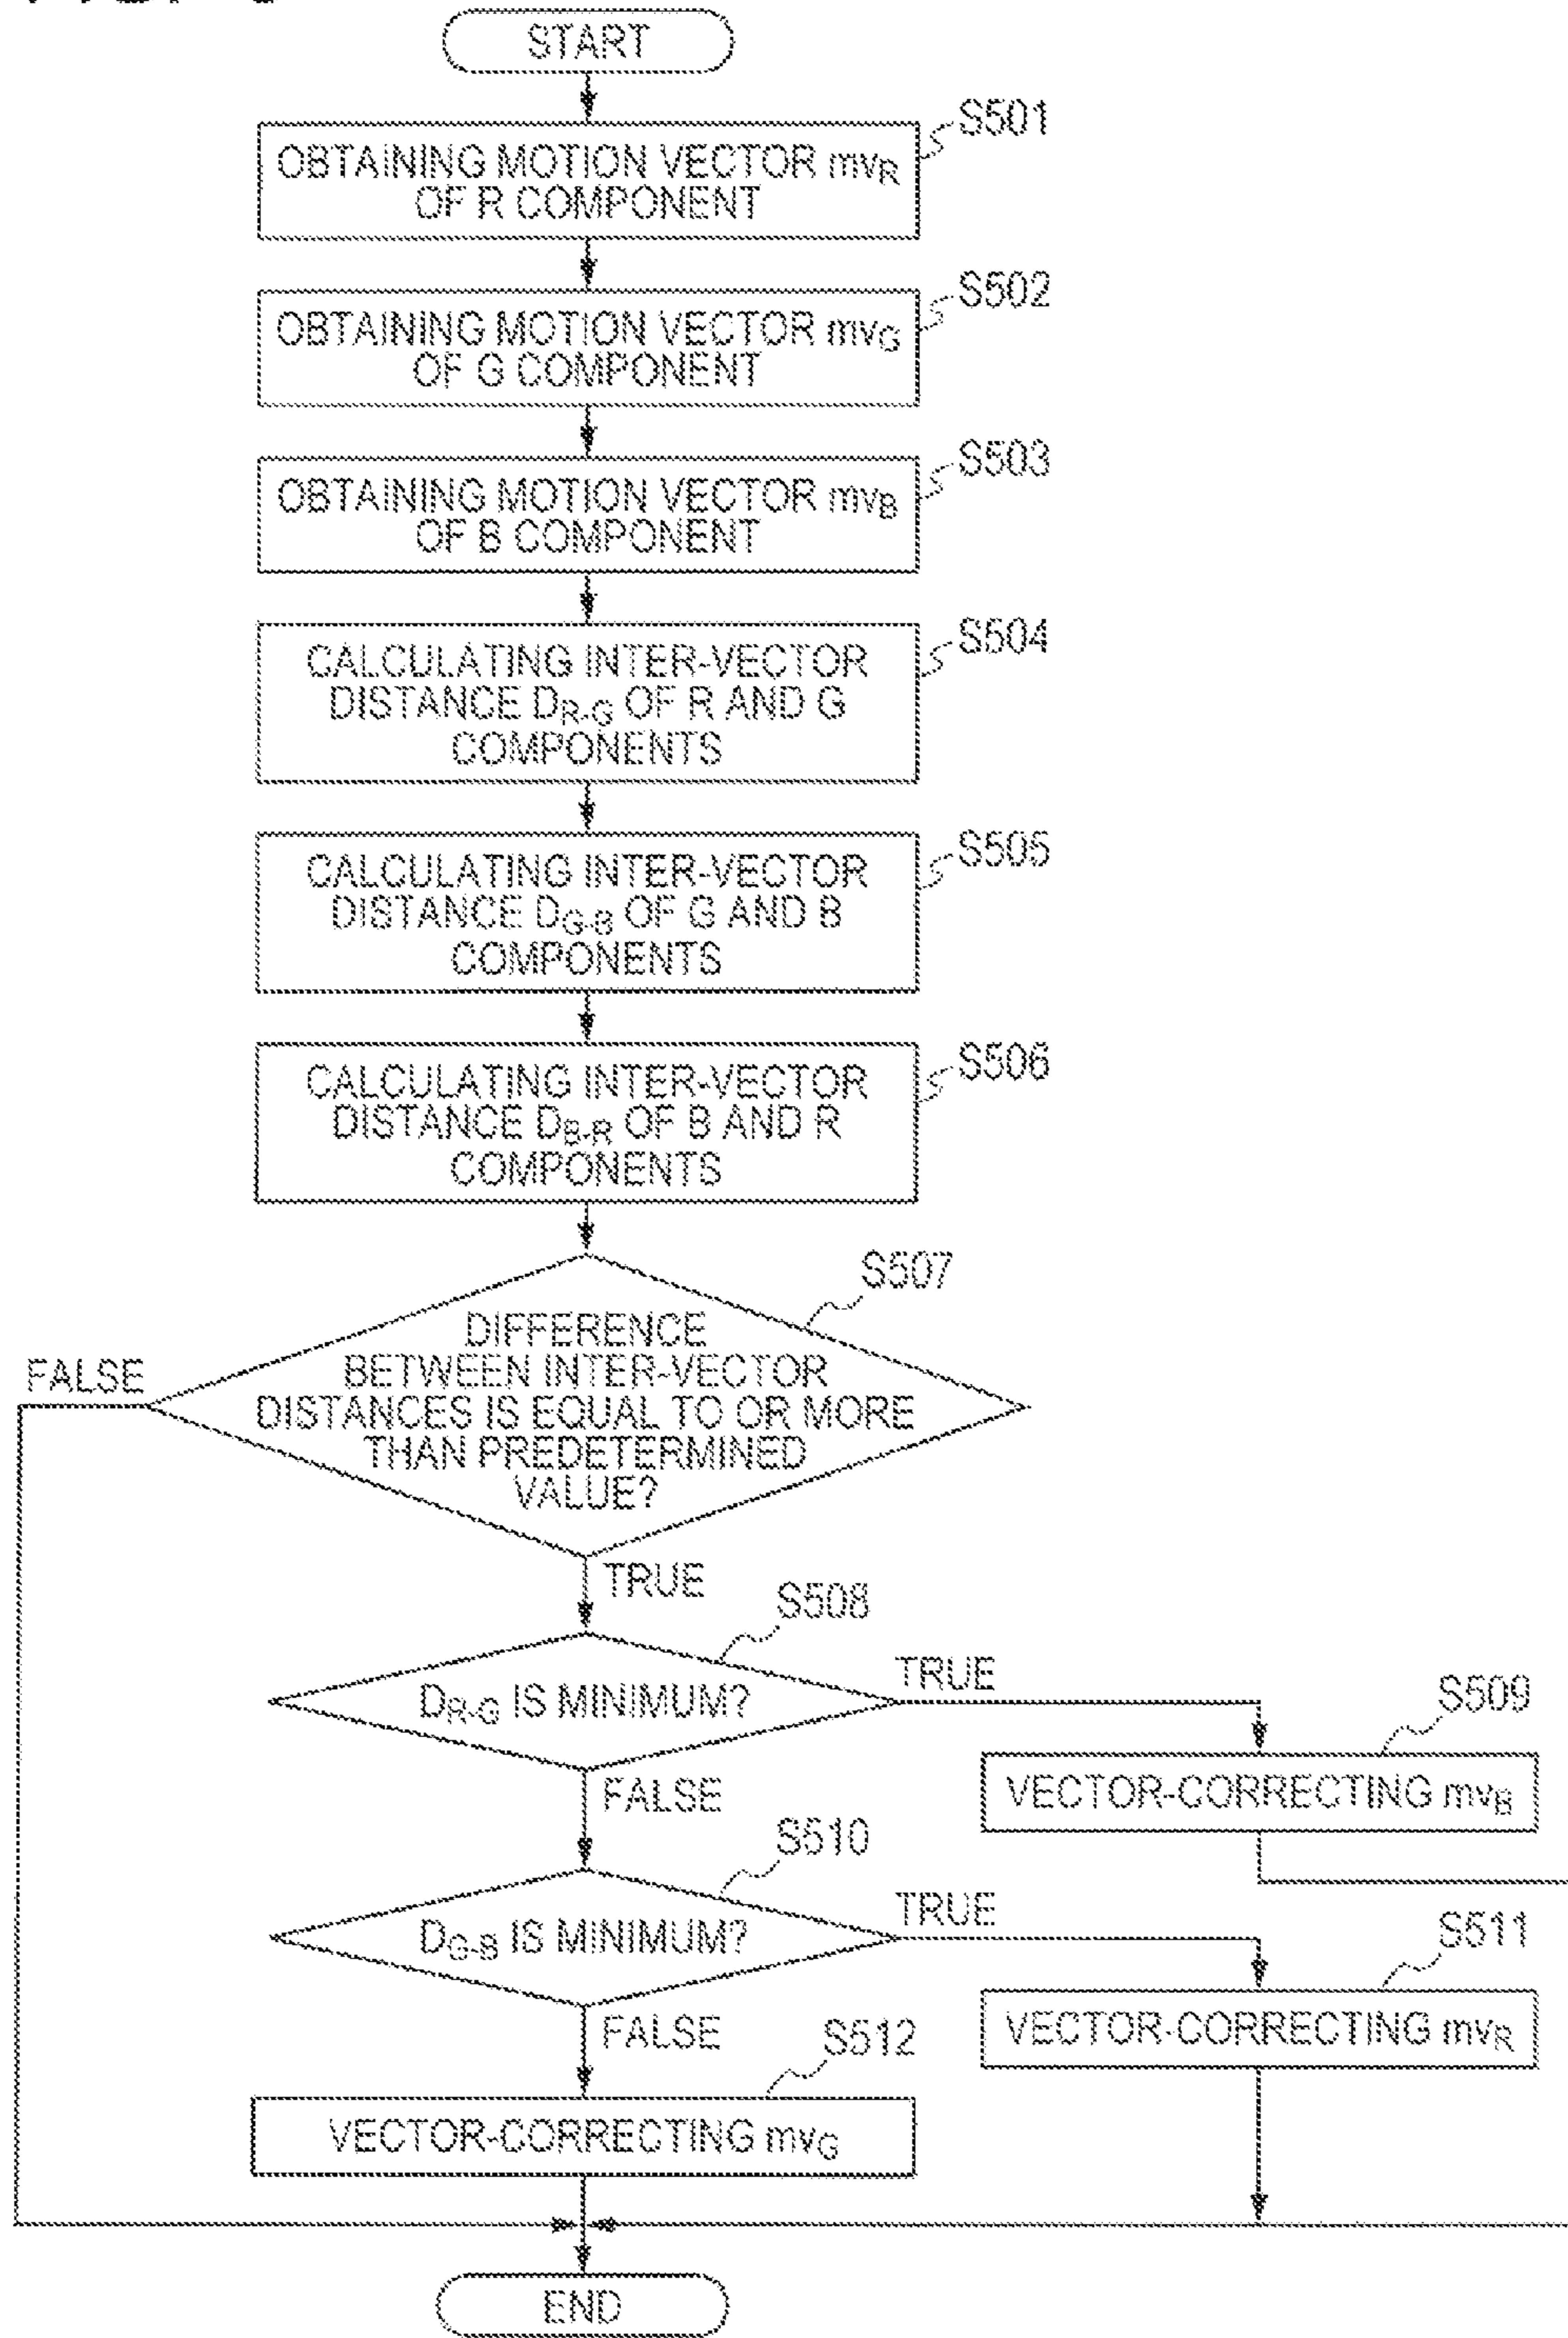 START
S501
OBTAINING MOTION VECTOR mvR
OF R COMPONENT
S502
OBTAINING MOTION VECTOR mvG
OF G COMPONENT
S503
OBTAINING MOTION VECTOR mvB
OF B COMPONENT
S504
CALCULATING INTER-VECTOR
DISTANCE DR-G OF R AND G
COMPONENTS
S505
CALCULATING INTER-VECTOR
DISTANCE DG-B OF G AND B
COMPONENTS
S506
CALCULATING INTER-VECTOR
DISTANCE DB-R OF B AND R
COMPONENTS
S507
DIFFERENCE
BETWEEN INTER-VECTOR
DISTANCES IS EQUAL TO OR MORE
THAN PREDETERMINED
VALUE?
FALSE
TRUE
S508
DR-G IS MINIMUM?
TRUE
S509
VECTOR-CORRECTING mvB
FALSE
S510
DG-B IS MINIMUM?
TRUE
S511
VECTOR-CORRECTING mvR
FALSE
S512
VECTOR-CORRECTING mvG
END